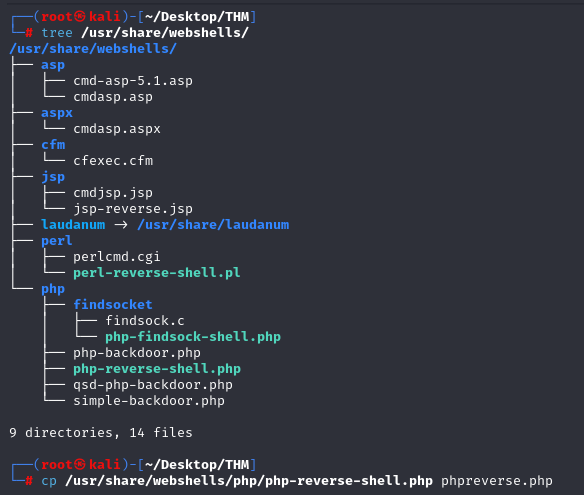 ┌──(root㉿kali)-[~/Desktop/THM]
└─# tree /usr/share/webshells/
/usr/share/webshells/
├── asp
│   ├── cmd-asp-5.1.asp
│   └── cmdasp.asp
├── aspx
│   └── cmdasp.aspx
├── cfm
│   └── cfexec.cfm
├── jsp
│   ├── cmdjsp.jsp
│   └── jsp-reverse.jsp
├── laudanum -> /usr/share/laudanum
├── perl
│   ├── perlcmd.cgi
│   └── perl-reverse-shell.pl
└── php
    ├── findsocket
    │   ├── findsock.c
    │   └── php-findsock-shell.php
    ├── php-backdoor.php
    ├── php-reverse-shell.php
    ├── qsd-php-backdoor.php
    └── simple-backdoor.php
9 directories, 14 files
┌──(root㉿kali)-[~/Desktop/THM]
└─# cp /usr/share/webshells/php/php-reverse-shell.php phpreverse.php